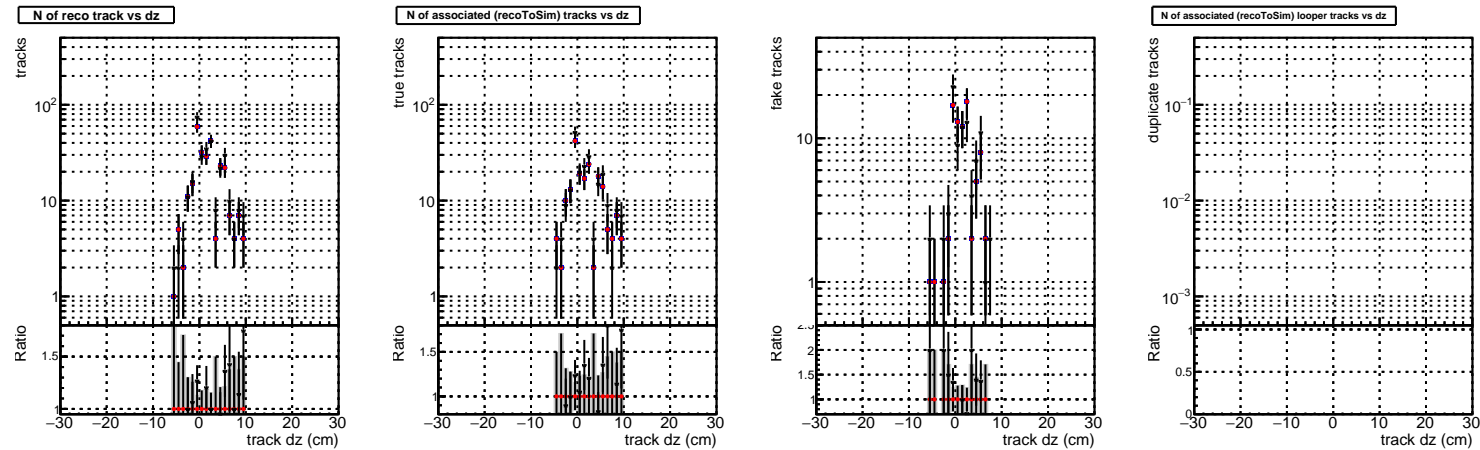 N of reco track vs dz
tracks
10²
10
1
Ratio
1.5
1
−30 −20 −10 0 10 20 30
track dz (cm)
N of associated (recoToSim) tracks vs dz
true tracks
10²
10
1
Ratio
1.5
1
−30 −20 −10 0 10 20 30
track dz (cm)
fake tracks
10
1
Ratio
2.5
2
1.5
1
−30 −20 −10 0 10 20 30
track dz (cm)
N of associated (recoToSim) looper tracks vs dz
duplicate tracks
10⁻¹
10⁻²
10⁻³
Ratio
1
0.5
0
−30 −20 −10 0 10 20 30
track dz (cm)